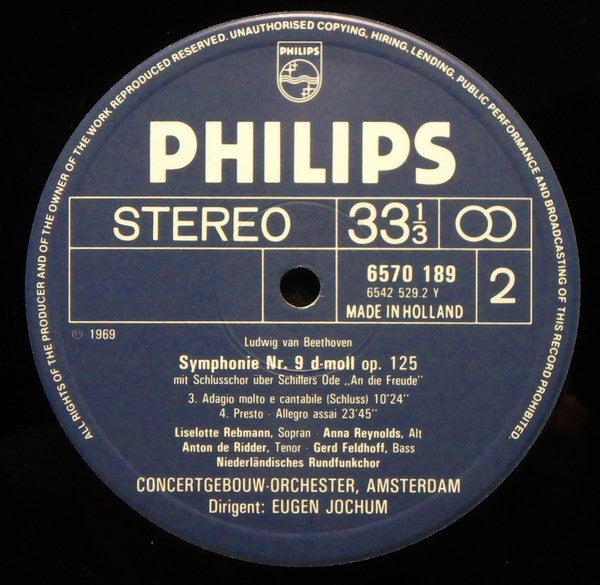 ALL RIGHTS OF THE PRODUCER AND OF THE OWNER OF THE WORK REPRODUCED RESERVED. UNAUTHORISED COPYING, HIRING, LENDING, PUBLIC PERFORMANCE AND BROADCASTING OF THIS RECORD PROHIBITED.
PHILIPS
PHILIPS
STEREO 33 1/3
6570 189
6542 529.2 Y
MADE IN HOLLAND
2
℗ 1969
Ludwig van Beethoven
Symphonie Nr. 9 d-moll op. 125
mit Schlusschor über Schillers Ode „An die Freude"
3. Adagio molto e cantabile (Schluss) 10'24"
4. Presto · Allegro assai 23'45"
Liselotte Rebmann, Sopran · Anna Reynolds, Alt
Anton de Ridder, Tenor · Gerd Feldhoff, Bass
Niederländisches Rundfunkchor
CONCERTGEBOUW-ORCHESTER, AMSTERDAM
Dirigent: EUGEN JOCHUM